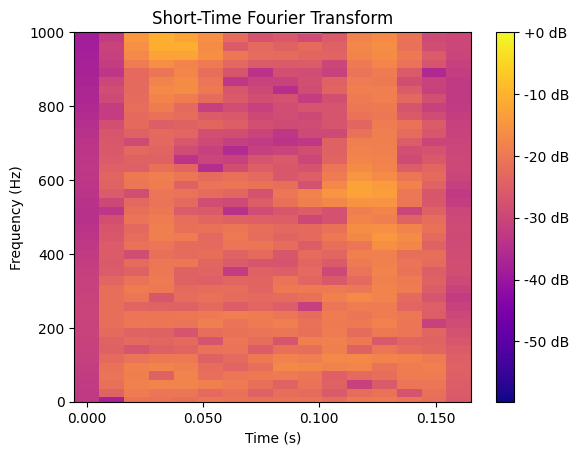 Short-Time Fourier Transform
1000
800
600
400
200
0
Frequency (Hz)
0.000
0.050
0.100
0.150
Time (s)
+0 dB
-10 dB
-20 dB
-30 dB
-40 dB
-50 dB